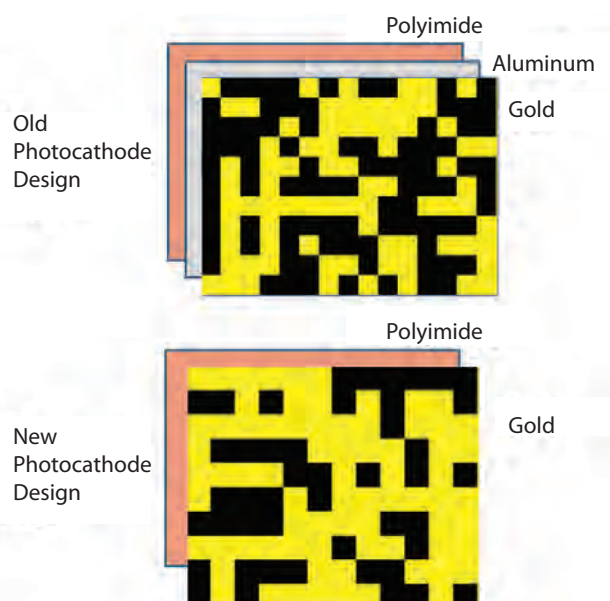 Polyimide
Aluminum
Gold
Old
Photocathode
Design
Polyimide
Gold
New
Photocathode
Design